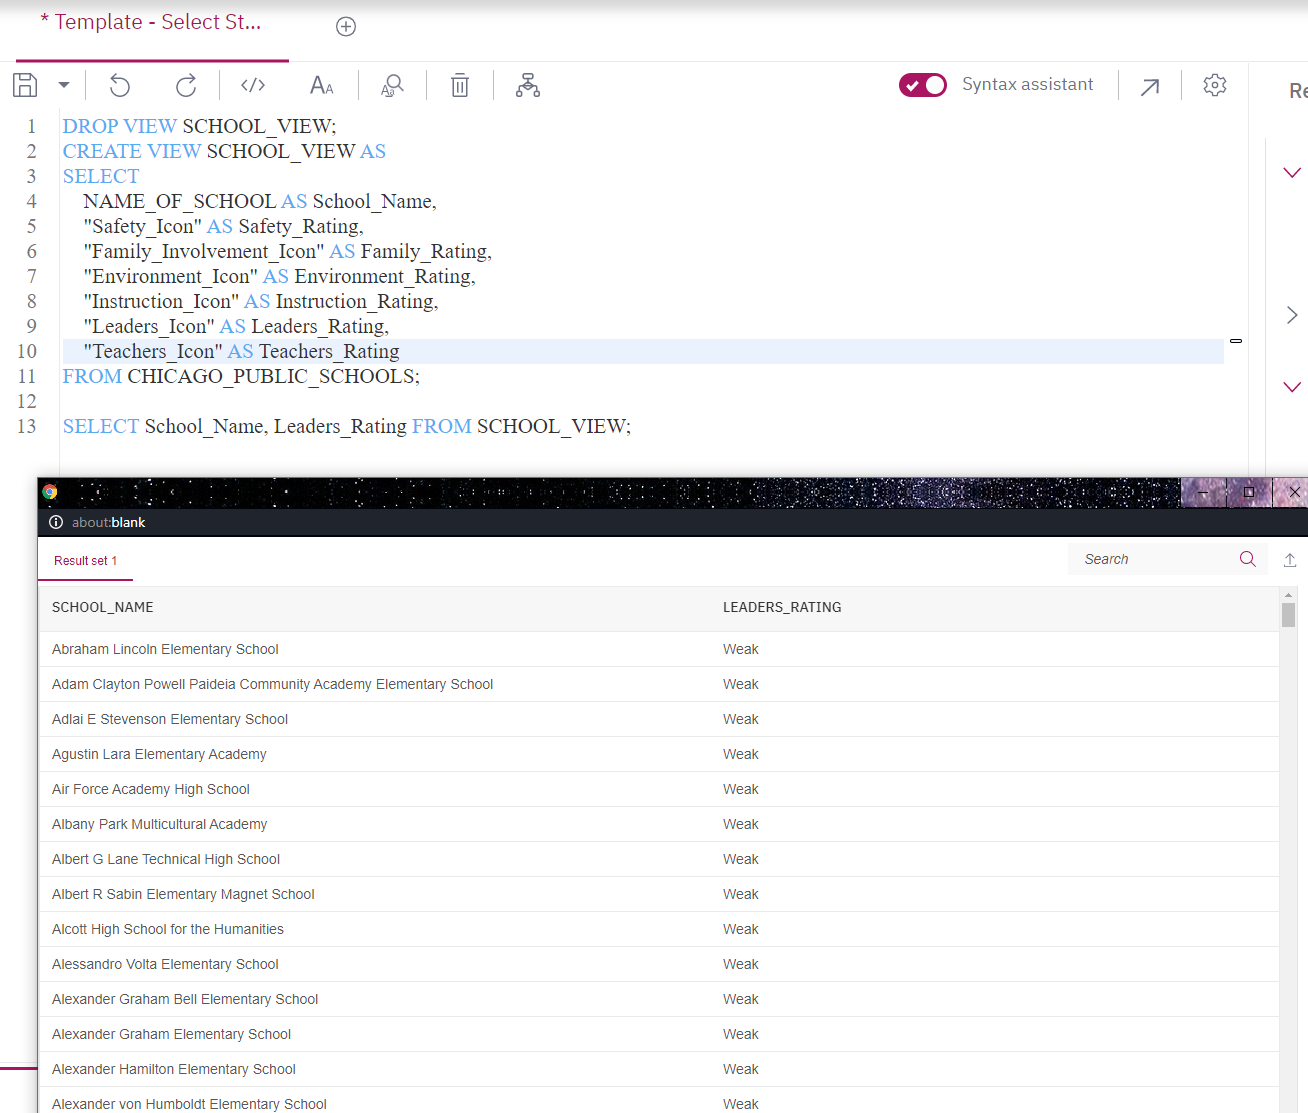 * Template - Select St...
Syntax assistant
Re
1 DROP VIEW SCHOOL_VIEW;
2 CREATE VIEW SCHOOL_VIEW AS
3 SELECT
4 NAME_OF_SCHOOL AS School_Name,
5 "Safety_Icon" AS Safety_Rating,
6 "Family_Involvement_Icon" AS Family_Rating,
7 "Environment_Icon" AS Environment_Rating,
8 "Instruction_Icon" AS Instruction_Rating,
9 "Leaders_Icon" AS Leaders_Rating,
10 "Teachers_Icon" AS Teachers_Rating
11 FROM CHICAGO_PUBLIC_SCHOOLS;
12
13 SELECT School_Name, Leaders_Rating FROM SCHOOL_VIEW;
about:blank
Result set 1
Search
SCHOOL_NAME LEADERS_RATING
Abraham Lincoln Elementary School Weak
Adam Clayton Powell Paideia Community Academy Elementary School Weak
Adlai E Stevenson Elementary School Weak
Agustin Lara Elementary Academy Weak
Air Force Academy High School Weak
Albany Park Multicultural Academy Weak
Albert G Lane Technical High School Weak
Albert R Sabin Elementary Magnet School Weak
Alcott High School for the Humanities Weak
Alessandro Volta Elementary School Weak
Alexander Graham Bell Elementary School Weak
Alexander Graham Elementary School Weak
Alexander Hamilton Elementary School Weak
Alexander von Humboldt Elementary School Weak